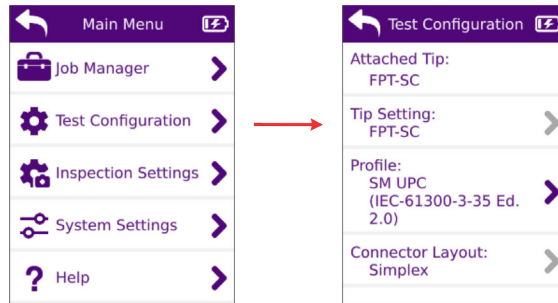 Main Menu
Job Manager
Test Configuration
Inspection Settings
System Settings
? Help
Test Configuration
Attached Tip:
FPT-SC
Tip Setting:
FPT-SC
Profile:
SM UPC
(IEC-61300-3-35 Ed.
2.0)
Connector Layout:
Simplex